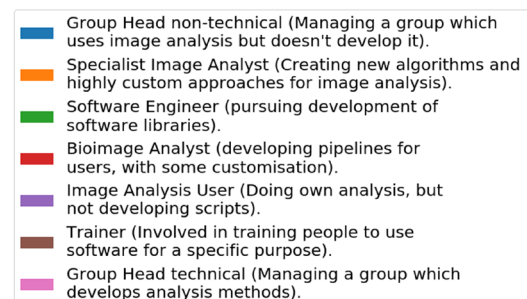 Group Head non-technical (Managing a group which
uses image analysis but doesn't develop it).
Specialist Image Analyst (Creating new algorithms and
highly custom approaches for image analysis).
Software Engineer (pursuing development of
software libraries).
Bioimage Analyst (developing pipelines for
users, with some customisation).
Image Analysis User (Doing own analysis, but
not developing scripts).
Trainer (Involved in training people to use
software for a specific purpose).
Group Head technical (Managing a group which
develops analysis methods).